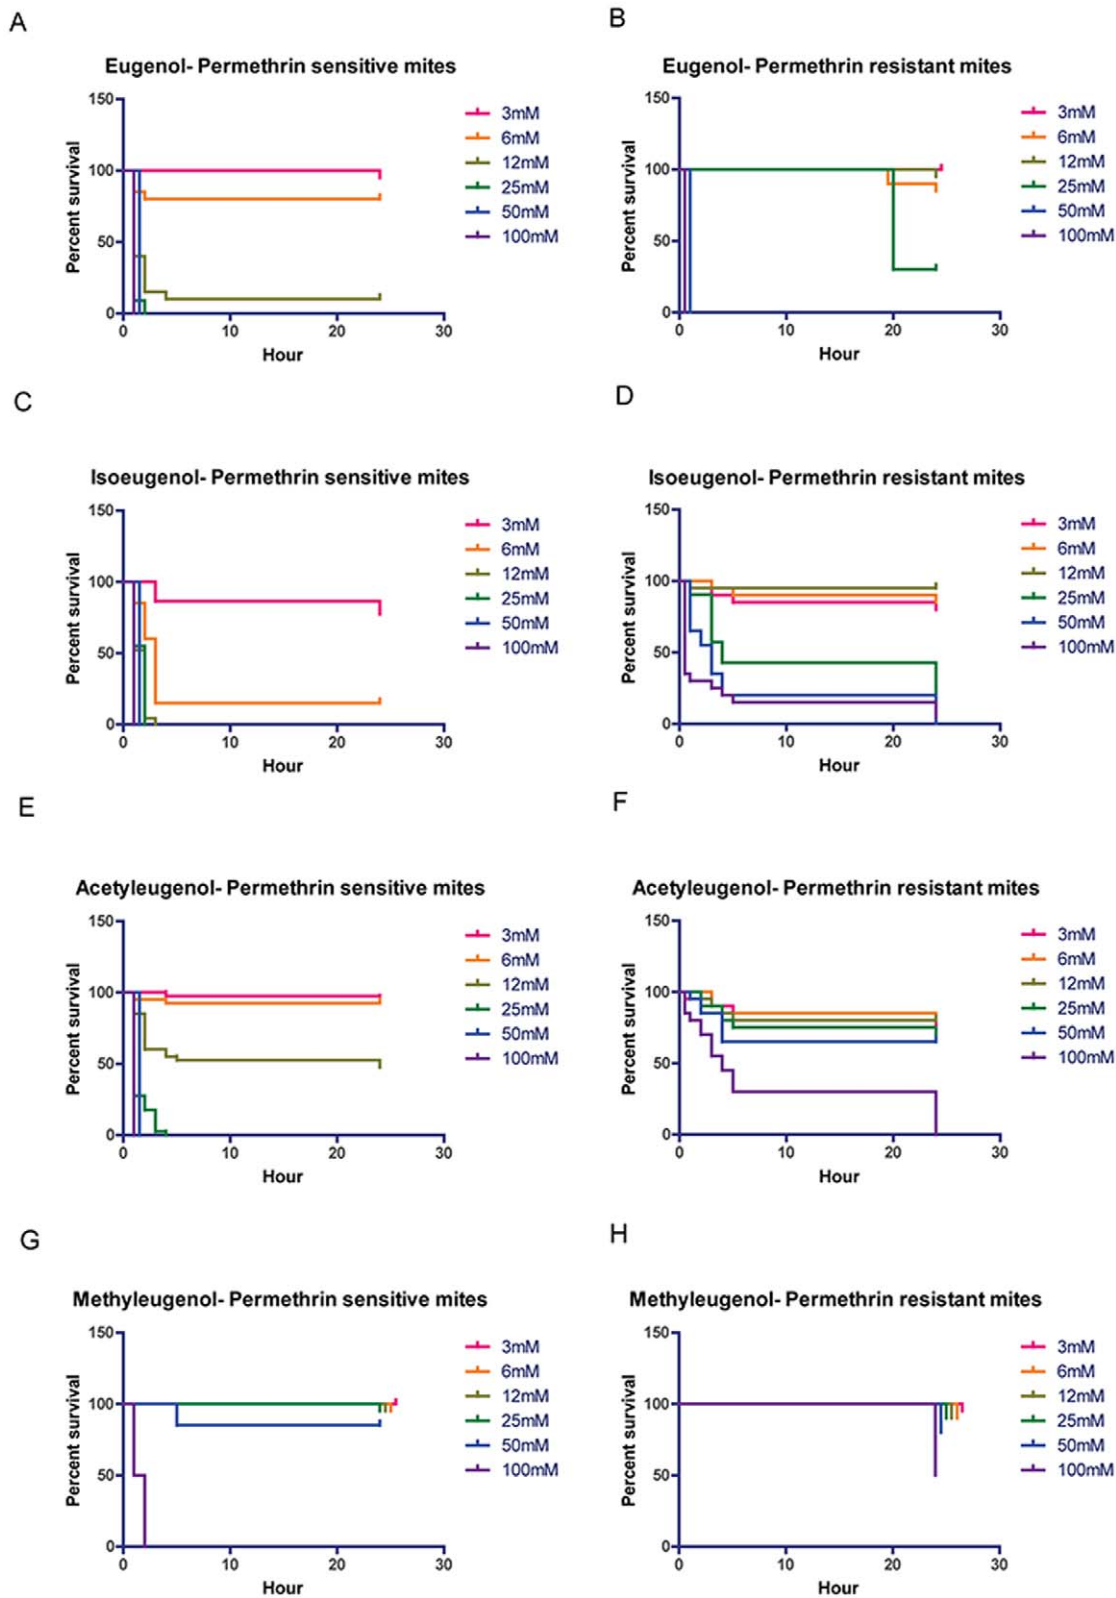 A
B
Eugenol- Permethrin sensitive mites
Eugenol- Permethrin resistant mites
150
100
50
0
Percent survival
0 10 20 30
Hour
3mM
6mM
12mM
25mM
50mM
100mM
150
100
50
0
Percent survival
0 10 20 30
Hour
3mM
6mM
12mM
25mM
50mM
100mM
C
D
Isoeugenol- Permethrin sensitive mites
Isoeugenol- Permethrin resistant mites
150
100
50
0
Percent survival
0 10 20 30
Hour
3mM
6mM
12mM
25mM
50mM
100mM
150
100
50
0
Percent survival
0 10 20 30
Hour
3mM
6mM
12mM
25mM
50mM
100mM
E
F
Acetyleugenol- Permethrin sensitive mites
Acetyleugenol- Permethrin resistant mites
150
100
50
0
Percent survival
0 10 20 30
Hour
3mM
6mM
12mM
25mM
50mM
100mM
150
100
50
0
Percent survival
0 10 20 30
Hour
3mM
6mM
12mM
25mM
50mM
100mM
G
H
Methyleugenol- Permethrin sensitive mites
Methyleugenol- Permethrin resistant mites
150
100
50
0
Percent survival
0 10 20 30
Hour
3mM
6mM
12mM
25mM
50mM
100mM
150
100
50
0
Percent survival
0 10 20 30
Hour
3mM
6mM
12mM
25mM
50mM
100mM